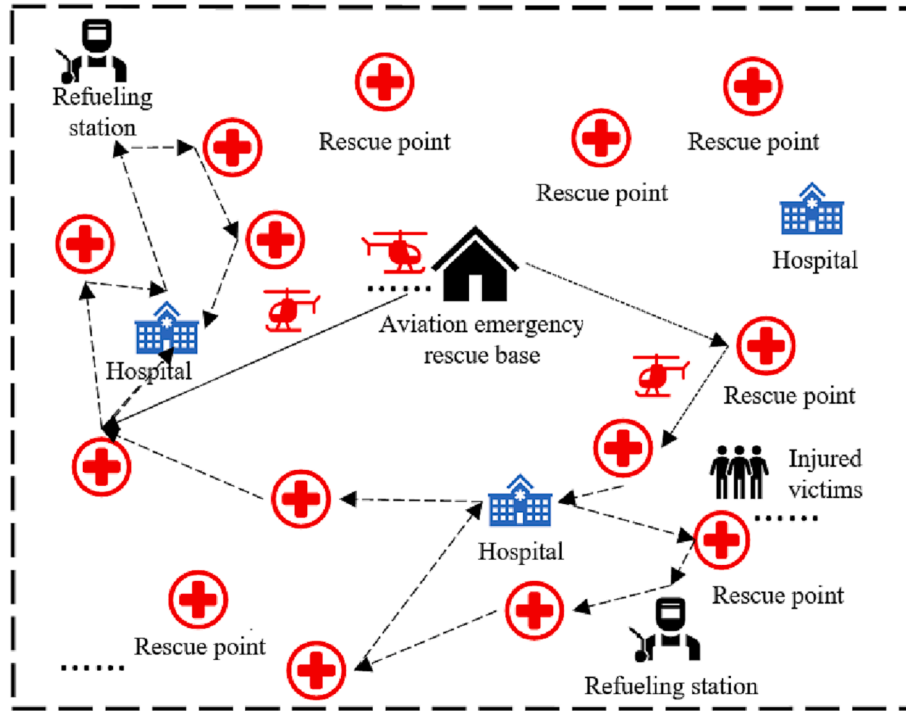 Refueling
station
Rescue point
Rescue point
Rescue point
Hospital
Aviation emergency
rescue base
Hospital
Rescue point
Injured
victims
Hospital
Rescue point
Rescue point
Refueling station